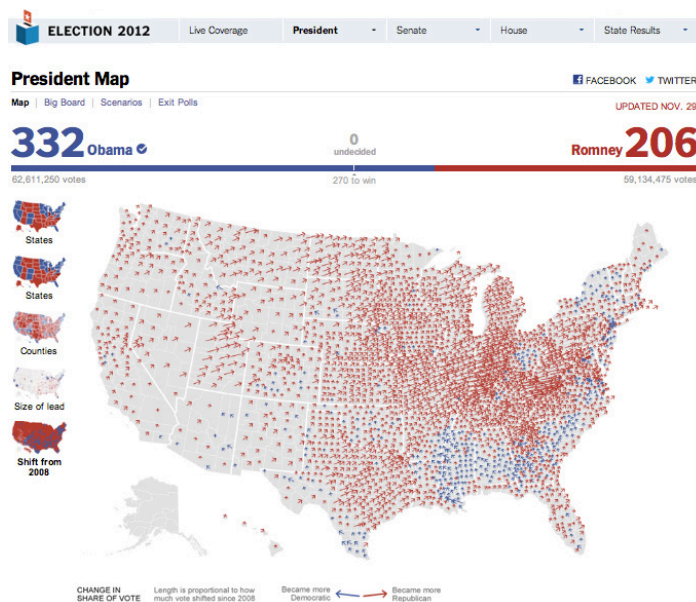 ELECTION 2012 Live Coverage President Senate House State Results
President Map
FACEBOOK TWITTER
Map | Big Board | Scenarios | Exit Polls
UPDATED NOV. 29
332 Obama
0
undecided
Romney 206
62,611,250 votes
270 to win
59,134,475 votes
States
States
Counties
Size of lead
Shift from
2008
CHANGE IN
SHARE OF VOTE
Length is proportional to how
much vote shifted since 2008
Became more
Democratic
Became more
Republican